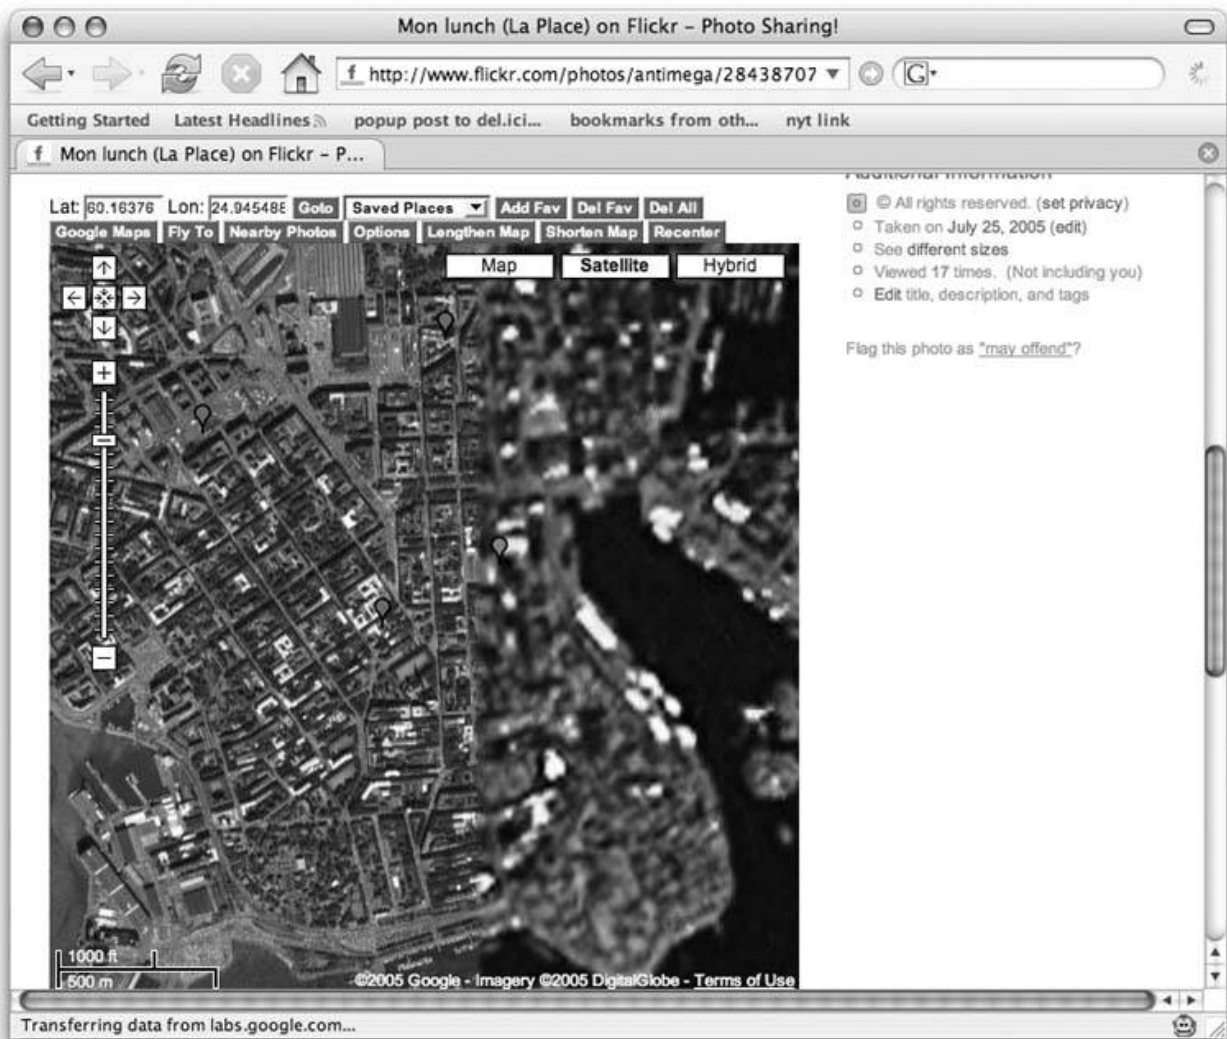 Mon lunch (La Place) on Flickr – Photo Sharing!
f http://www.flickr.com/photos/antimega/28438707 G
Getting Started Latest Headlines popup post to del.ici... bookmarks from oth... nyt link
f Mon lunch (La Place) on Flickr – P...
Additional Information
Lat: 60.16376 Lon: 24.945488 Goto Saved Places Add Fav Del Fav Del All
Google Maps Fly To Nearby Photos Options Lengthen Map Shorten Map Recenter
Map Satellite Hybrid
© All rights reserved. (set privacy)
Taken on July 25, 2005 (edit)
See different sizes
Viewed 17 times. (Not including you)
Edit title, description, and tags
Flag this photo as "may offend"?
1000 ft
500 m
©2005 Google - Imagery ©2005 DigitalGlobe - Terms of Use
Transferring data from labs.google.com...